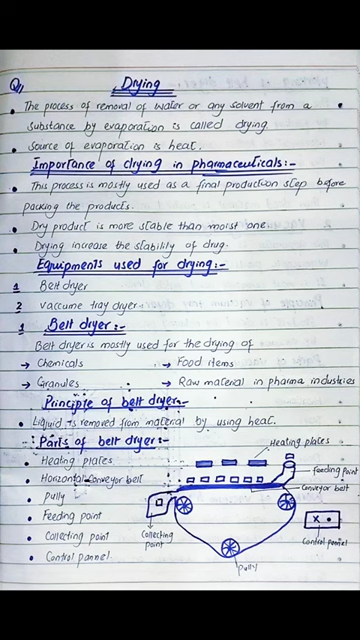 Q1 Drying
• The process of removal of water or any solvent from a
substance by evaporation is called drying
• Source of evaporation is heat.
Importance of drying in pharmaceuticals:-
• This process is mostly used as a final production step before
packing the products.
• Dry product is more stable than moist one.
• Drying increase the stability of drug.
Equipments used for drying:
1 Belt dryer
2 vaccume tray dryer.
1 Belt dryer:-
Belt dryer is mostly used for the drying of
→ Chemicals → Food items
→ Granules → Raw material in pharma industries
Principle of belt dryer:-
• Liquid is removed from material by using heat.
Parts of belt dryer:-
• Heating plates
• Horizontal conveyor belt
• pully
• Feeding point
• Collecting point
• Control pannel.
Heating plates
feeding point
conveyor belt
Collecting
point
Control pannel
pully